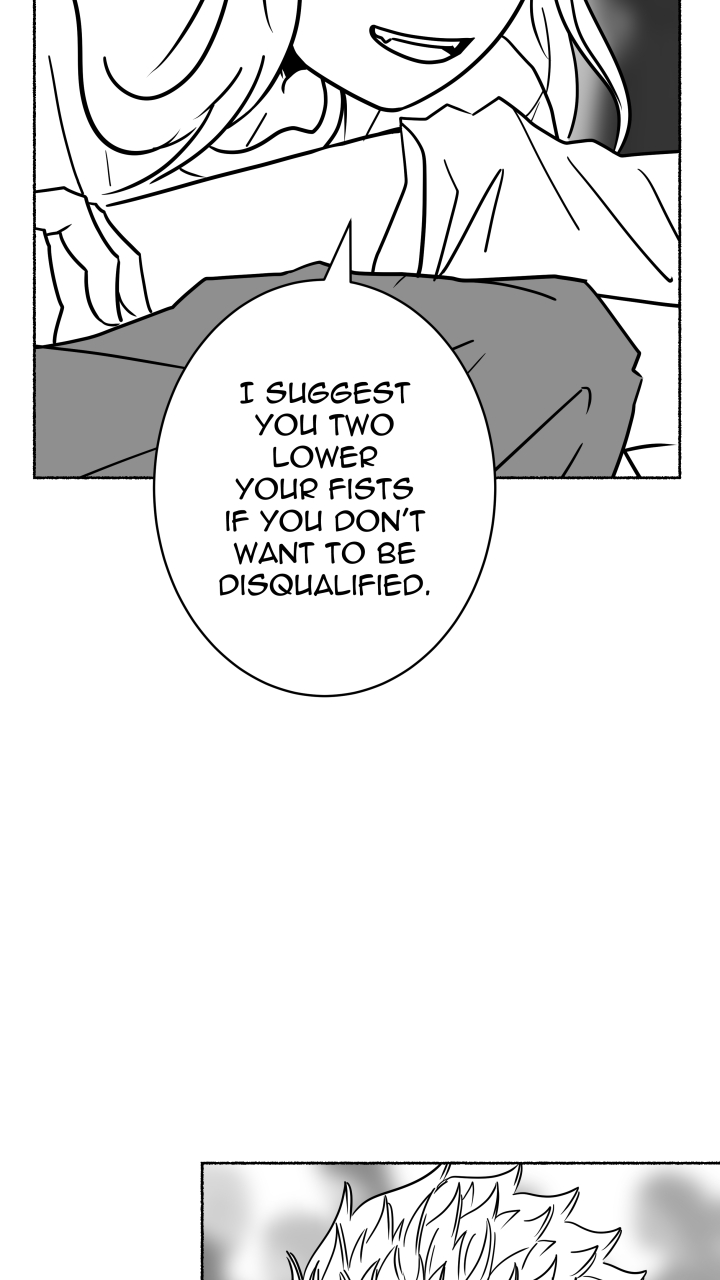 I SUGGEST
YOU TWO
LOWER
YOUR FISTS
IF YOU DON'T
WANT TO BE
DISQUALIFIED.